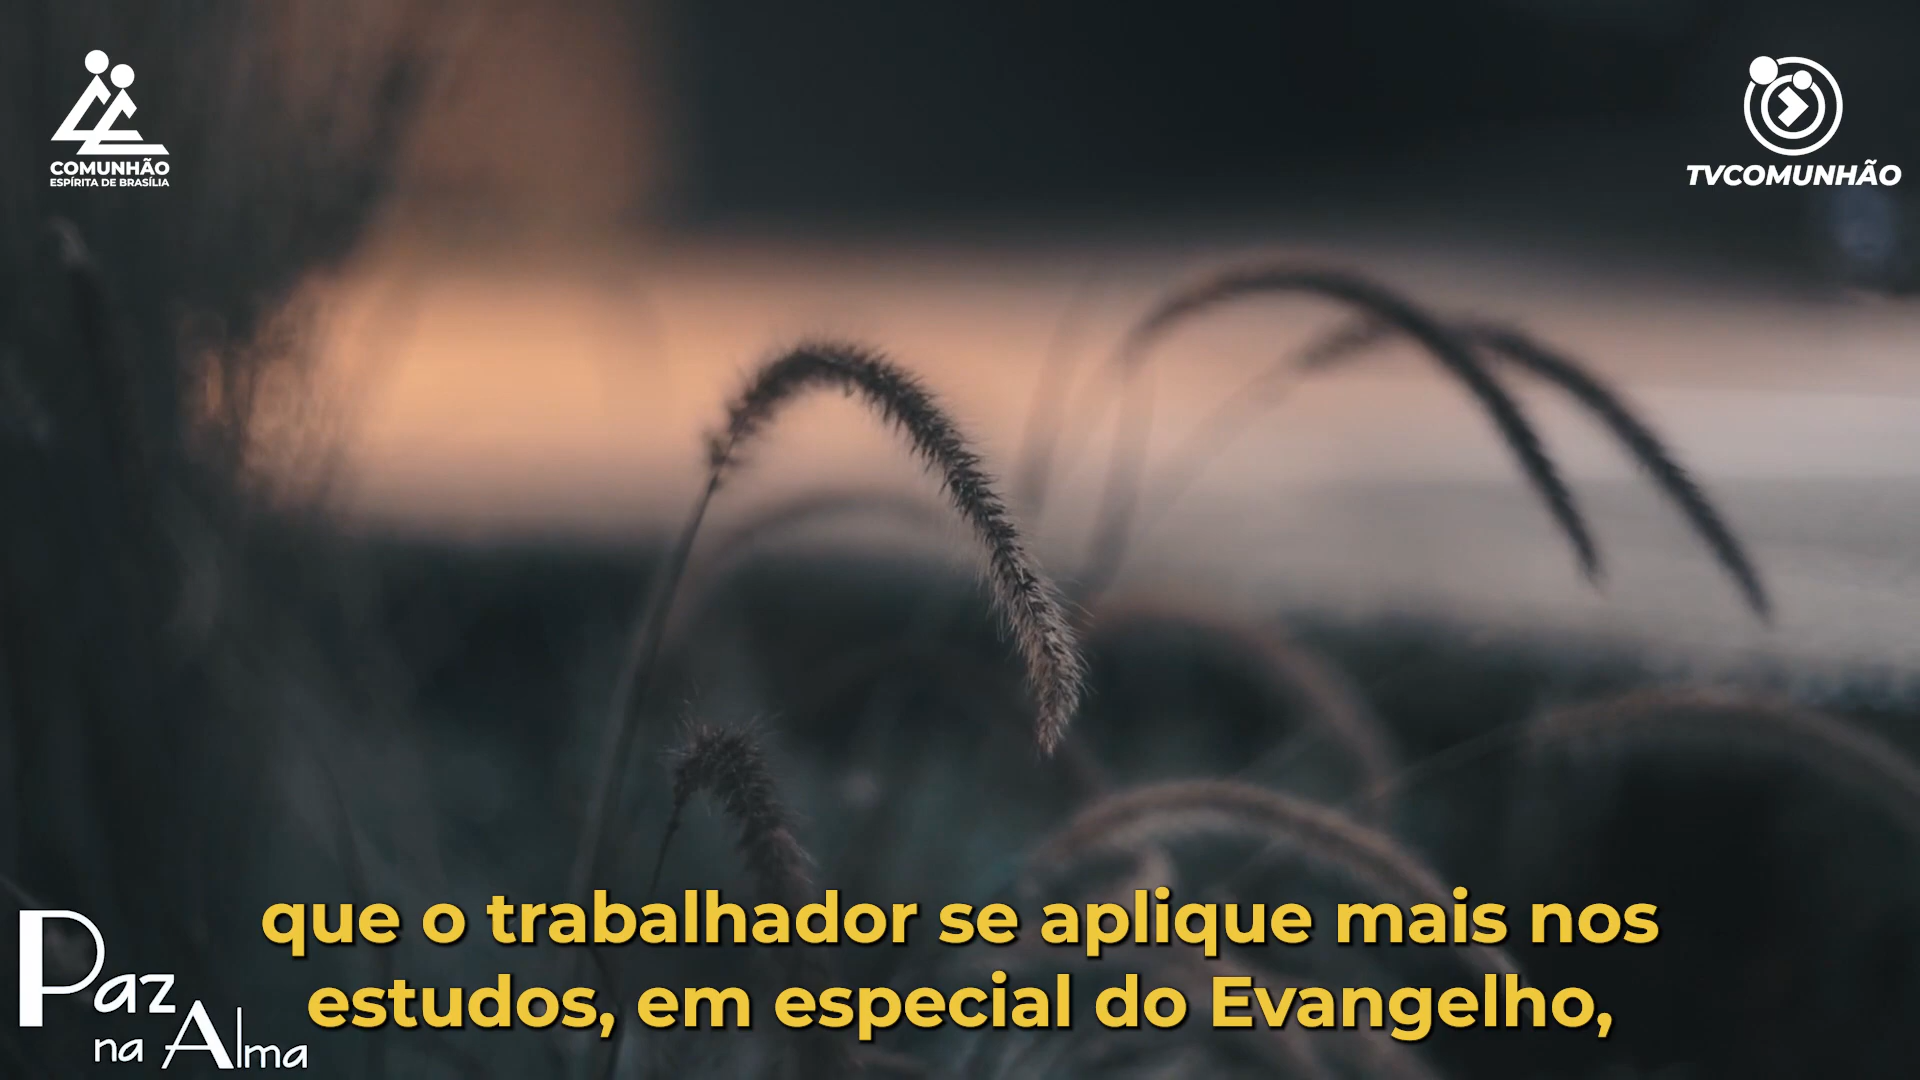 COMUNHÃO
ESPÍRITA DE BRASÍLIA
TVCOMUNHÃO
que o trabalhador se aplique mais nos
estudos, em especial do Evangelho,
Paz
na Alma